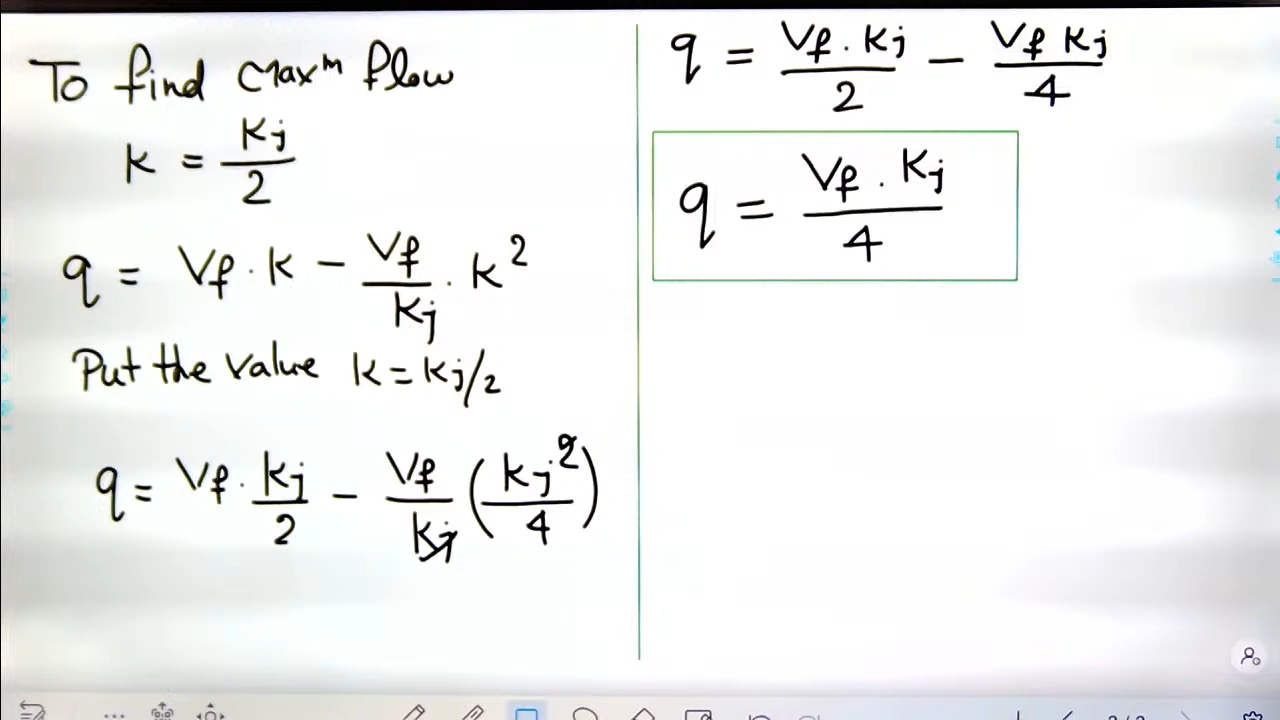 To find Maxᵐ flow
K = Kj/2
q = Vf . K - Vf/Kj . K²
Put the value K = Kj/2
q = Vf . Kj/2 - Vf/Kj (Kj²/4)
q = Vf . Kj/2 - Vf Kj/4
q = Vf . Kj/4